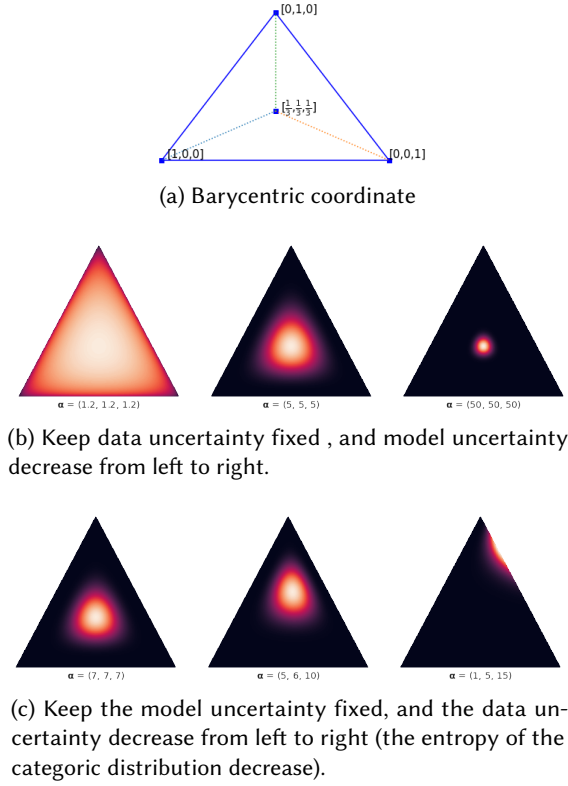 [0,1,0]
[1/3,1/3,1/3]
[1,0,0]
[0,0,1]
(a) Barycentric coordinate
α = (1.2, 1.2, 1.2)
α = (5, 5, 5)
α = (50, 50, 50)
(b) Keep data uncertainty fixed , and model uncertainty
decrease from left to right.
α = (7, 7, 7)
α = (5, 6, 10)
α = (1, 5, 15)
(c) Keep the model uncertainty fixed, and the data un-
certainty decrease from left to right (the entropy of the
categoric distribution decrease).